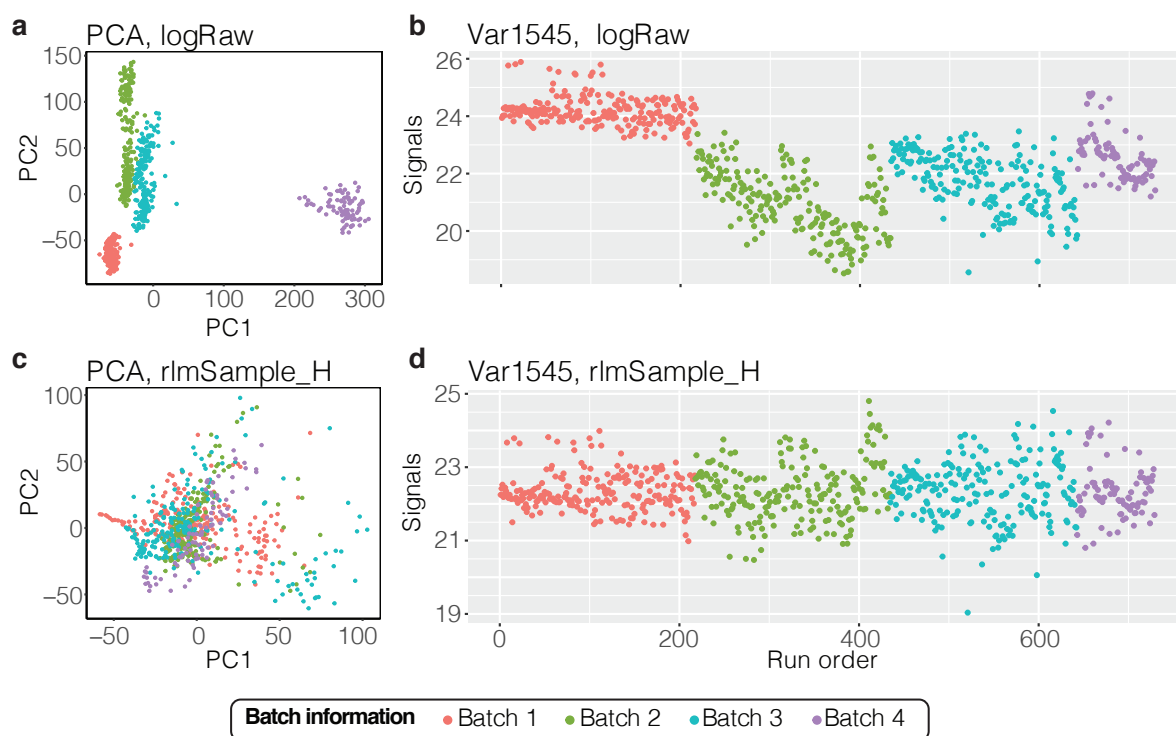 a PCA, logRaw
150
100
50
0
−50
PC2
0 100 200 300
PC1
b Var1545, logRaw
26
24
22
20
Signals
c PCA, rlmSample_H
100
50
0
−50
PC2
−50 0 50 100
PC1
d Var1545, rlmSample_H
25
23
21
19
Signals
0 200 400 600
Run order
Batch information Batch 1 Batch 2 Batch 3 Batch 4